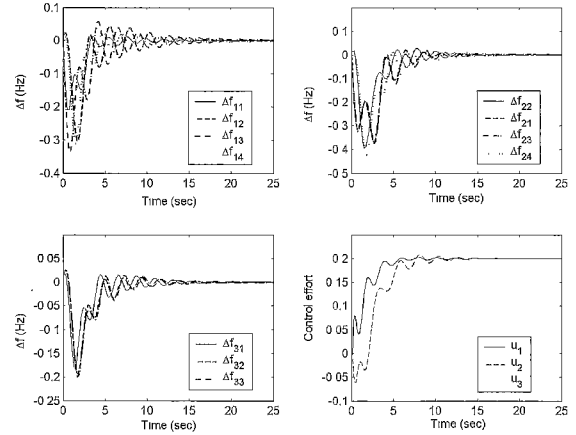 0.1
0
-0.1
-0.2
-0.3
-0.4
Δf (Hz)
0 5 10 15 20 25
Time (sec)
Δf11
Δf12
Δf13
Δf14
0.2
0.1
0
-0.1
-0 2
-0.3
-0.4
-0 5
Δf (Hz)
0 5 10 15 20 25
Time (sec)
Δf22
Δf21
Δf23
Δf24
0 1
0 05
0
-0.05
-0.1
-0.15
-0.2
-0 25
Δf (Hz)
0 5 10 15 20 25
Time (sec)
Δf31
Δf32
Δf33
0 2
0.15
0.1
0 05
0
-0 05
-0.1
Control effort
0 5 10 15 20 25
Time (sec)
u1
u2
u3